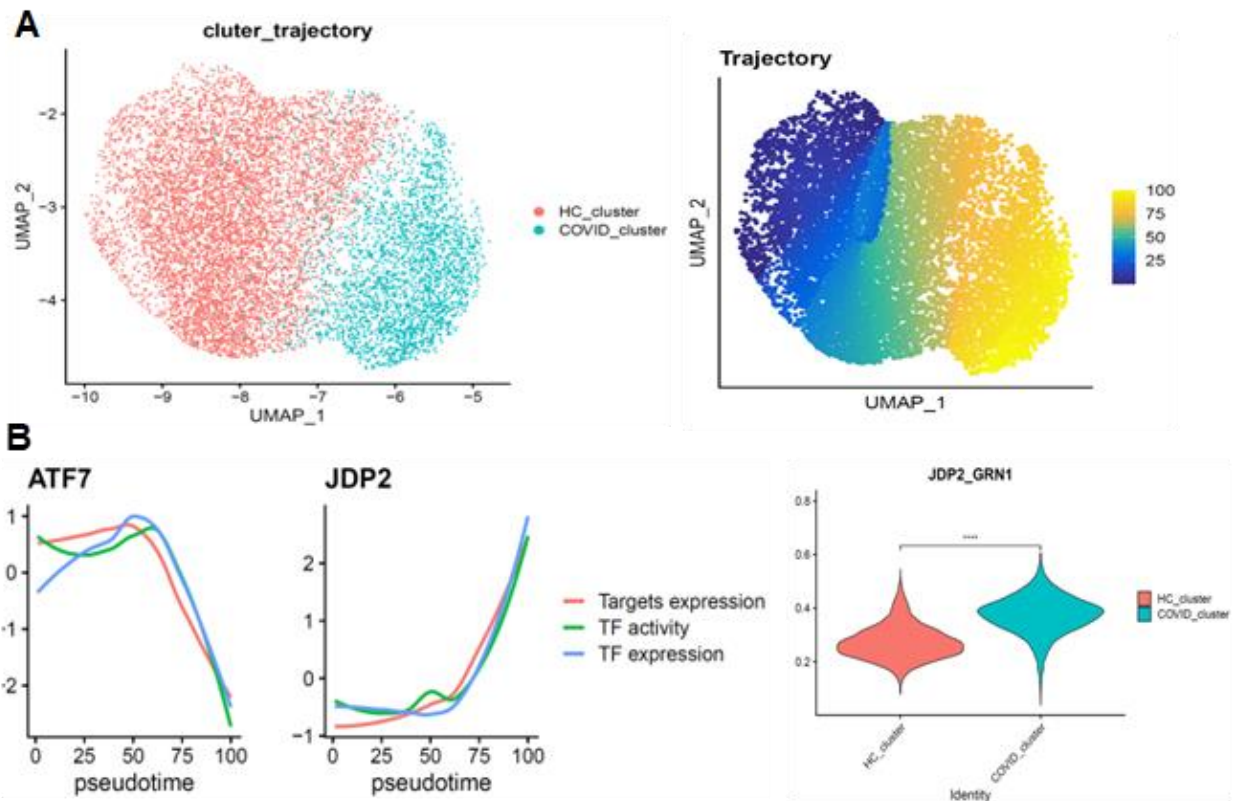 A
cluter_trajectory
−2
−3
−4
UMAP_2
−10 −9 −8 −7 −6 −5
UMAP_1
HC_cluster
COVID_cluster
Trajectory
UMAP_2
UMAP_1
100
75
50
25
B
ATF7
1
0
-1
-2
0 25 50 75 100
pseudotime
JDP2
2
1
0
−1
0 25 50 75 100
pseudotime
Targets expression
TF activity
TF expression
JDP2_GRN1
0.8
0.6
0.4
0.2
****
HC_cluster
COVID_cluster
Identity
HC_cluster
COVID_cluster